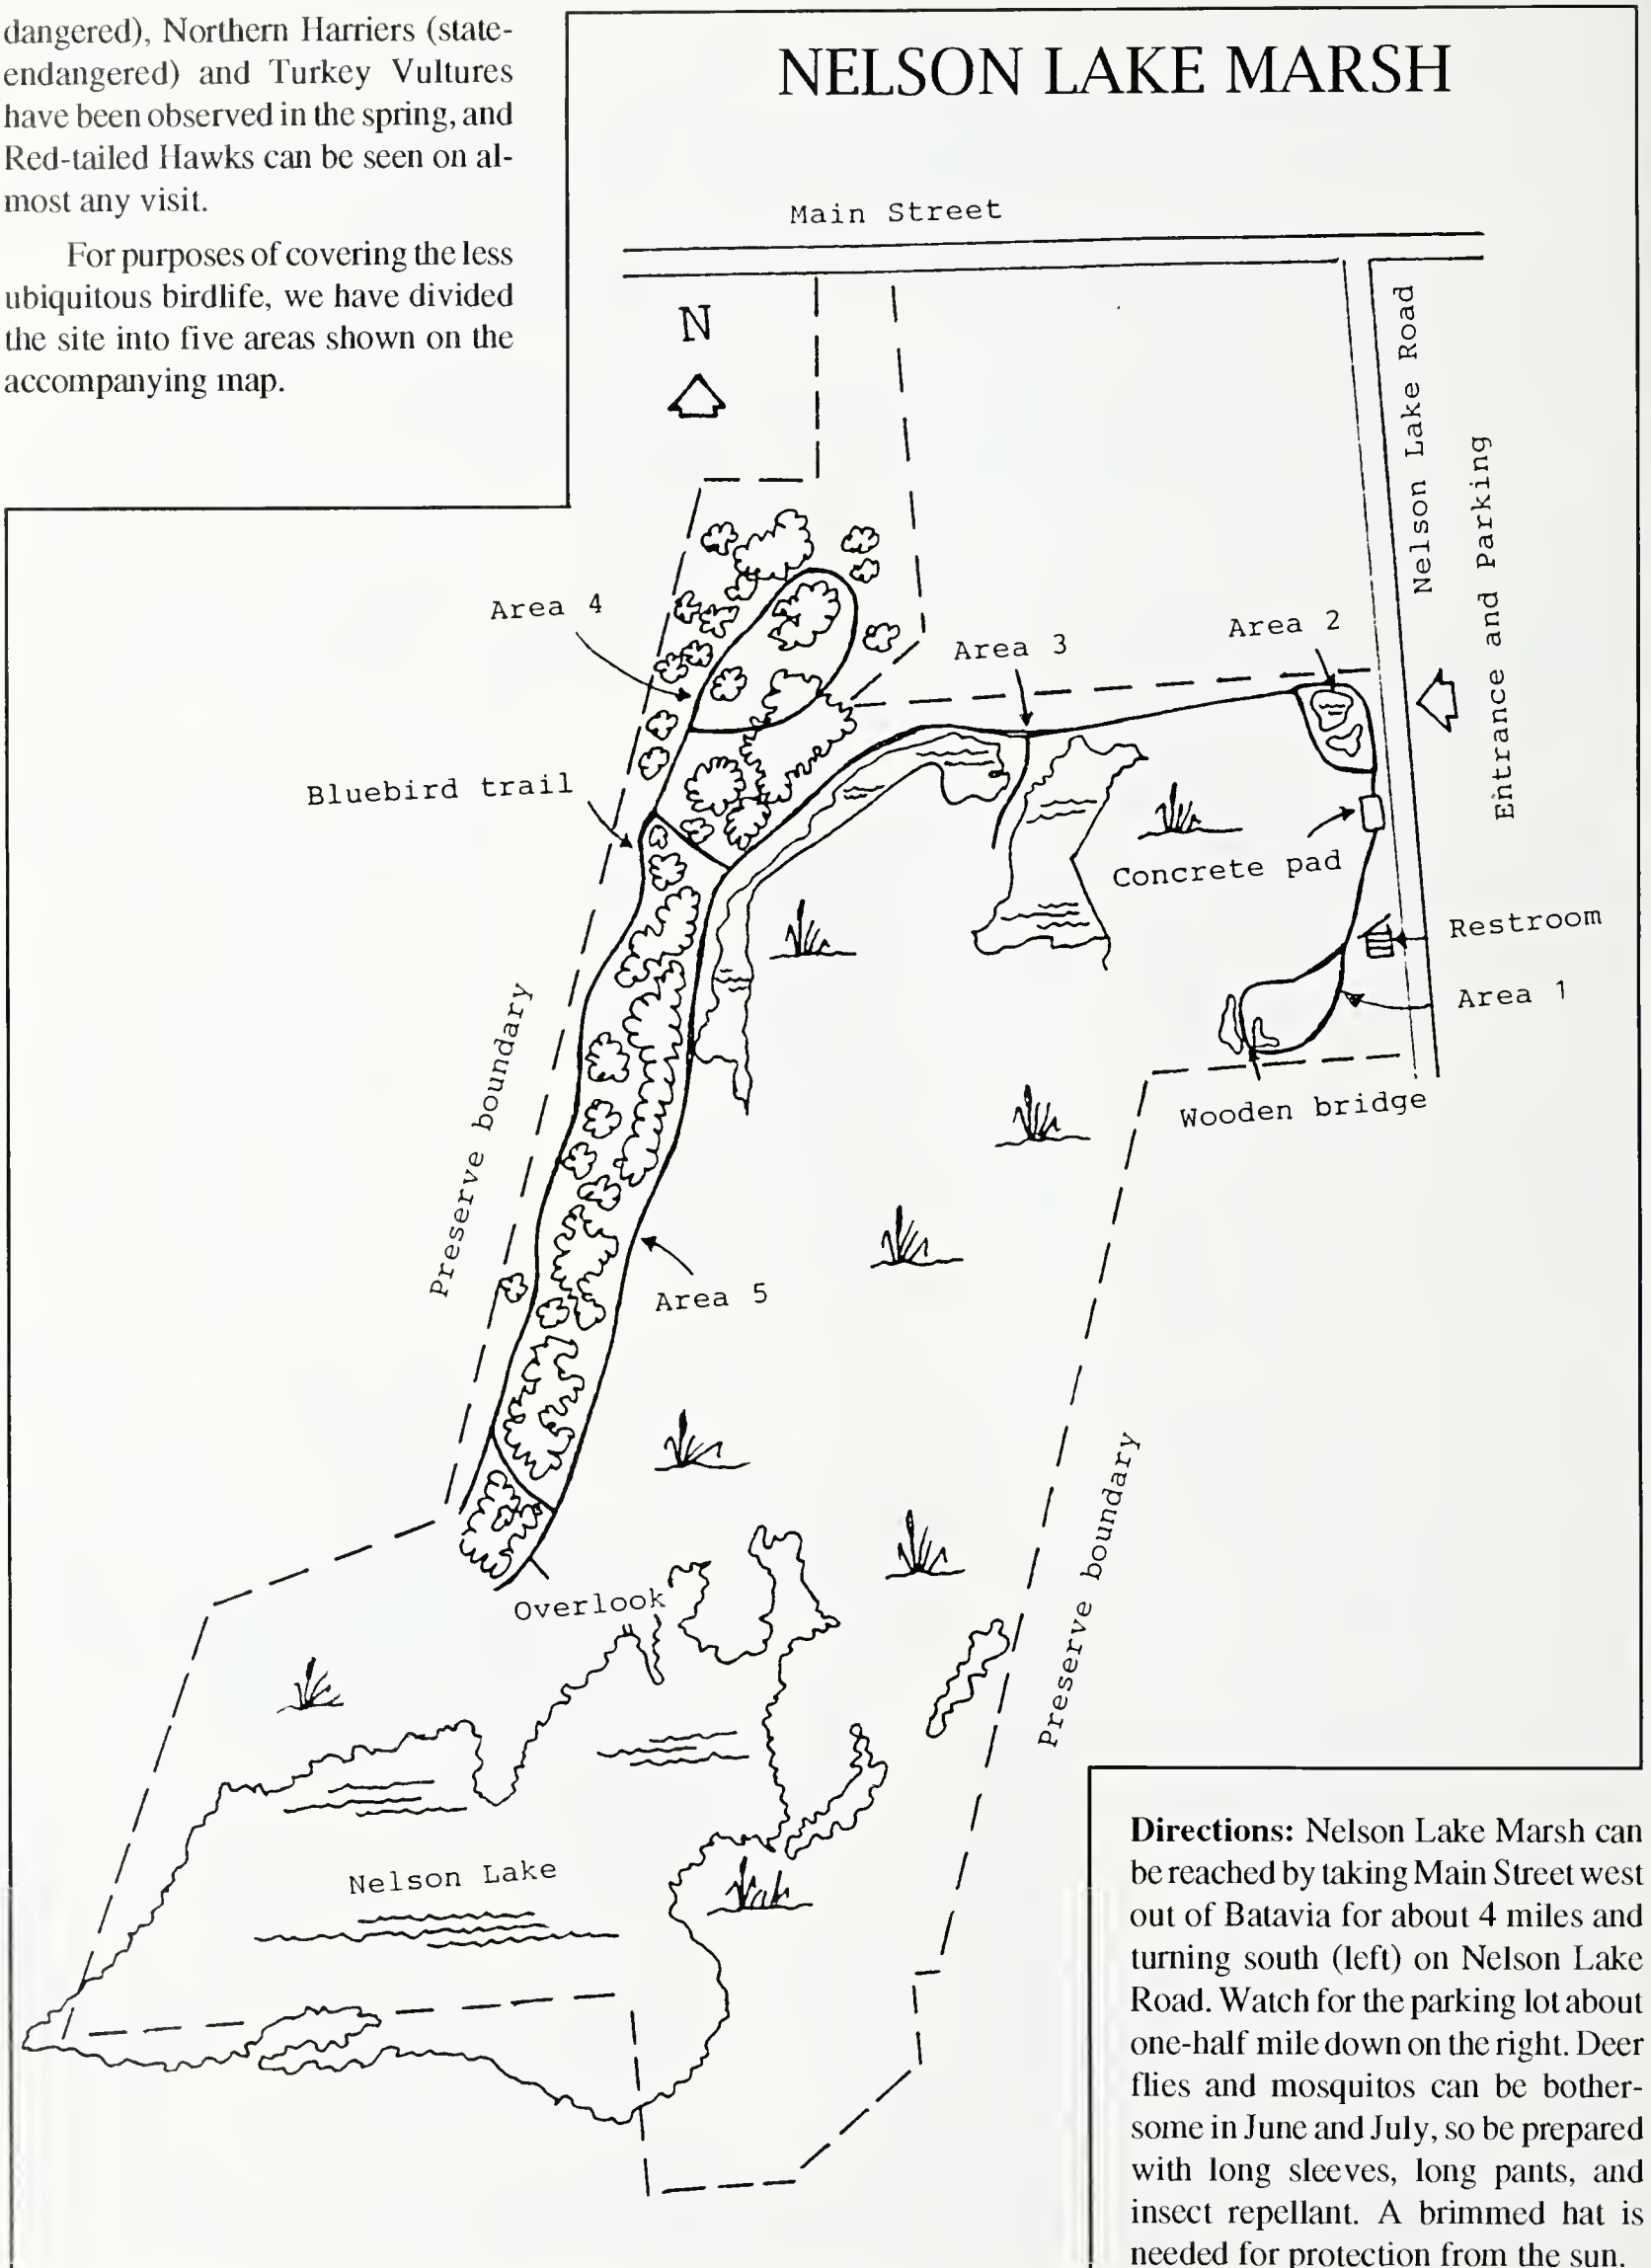 dangered), Northern Harriers (state-
endangered) and Turkey Vultures
have been observed in the spring, and
Red-tailed Hawks can be seen on al-
most any visit.
For purposes of covering the less
ubiquitous birdlife, we have divided
the site into five areas shown on the
accompanying map.
NELSON LAKE MARSH
Main Street
N
Nelson Lake Road
Entrance and Parking
Area 4
Area 3
Area 2
Bluebird trail
Concrete pad
Restroom
Area 1
Wooden bridge
Preserve boundary
Area 5
Preserve boundary
Overlook
Nelson Lake
Directions: Nelson Lake Marsh can
be reached by taking Main Street west
out of Batavia for about 4 miles and
turning south (left) on Nelson Lake
Road. Watch for the parking lot about
one-half mile down on the right. Deer
flies and mosquitos can be bother-
some in June and July, so be prepared
with long sleeves, long pants, and
insect repellant. A brimmed hat is
needed for protection from the sun.